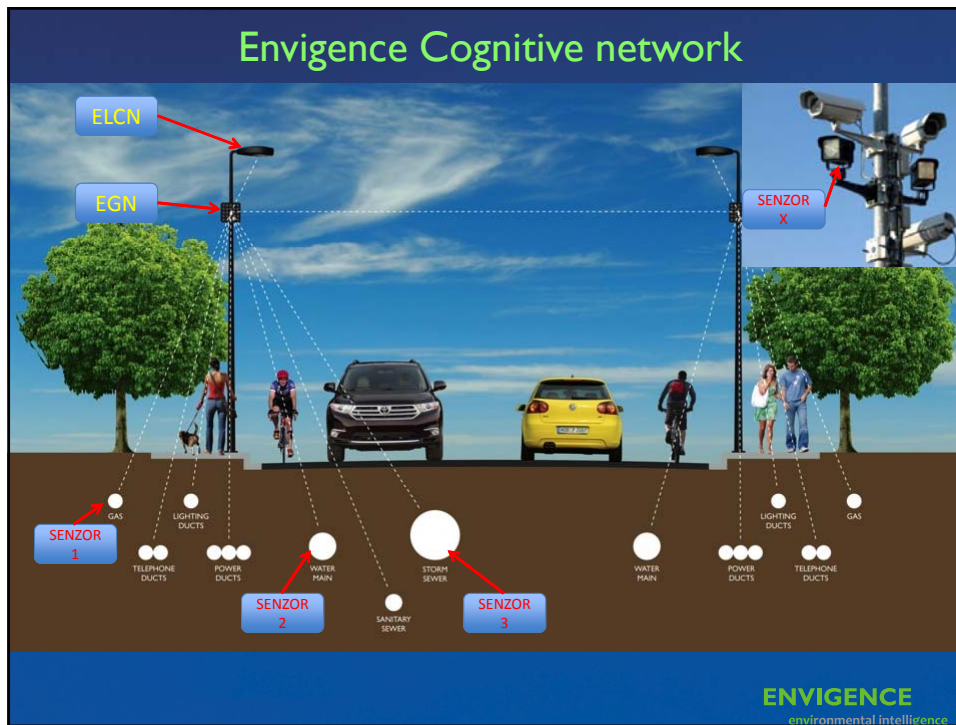 Envigence Cognitive network
ELCN
EGN
SENZOR
X
GAS
LIGHTING
DUCTS
LIGHTING
DUCTS
GAS
SENZOR
1
TELEPHONE
DUCTS
POWER
DUCTS
WATER
MAIN
STORM
SEWER
WATER
MAIN
POWER
DUCTS
TELEPHONE
DUCTS
SENZOR
2
SANITARY
SEWER
SENZOR
3
ENVIGENCE
environmental intelligence